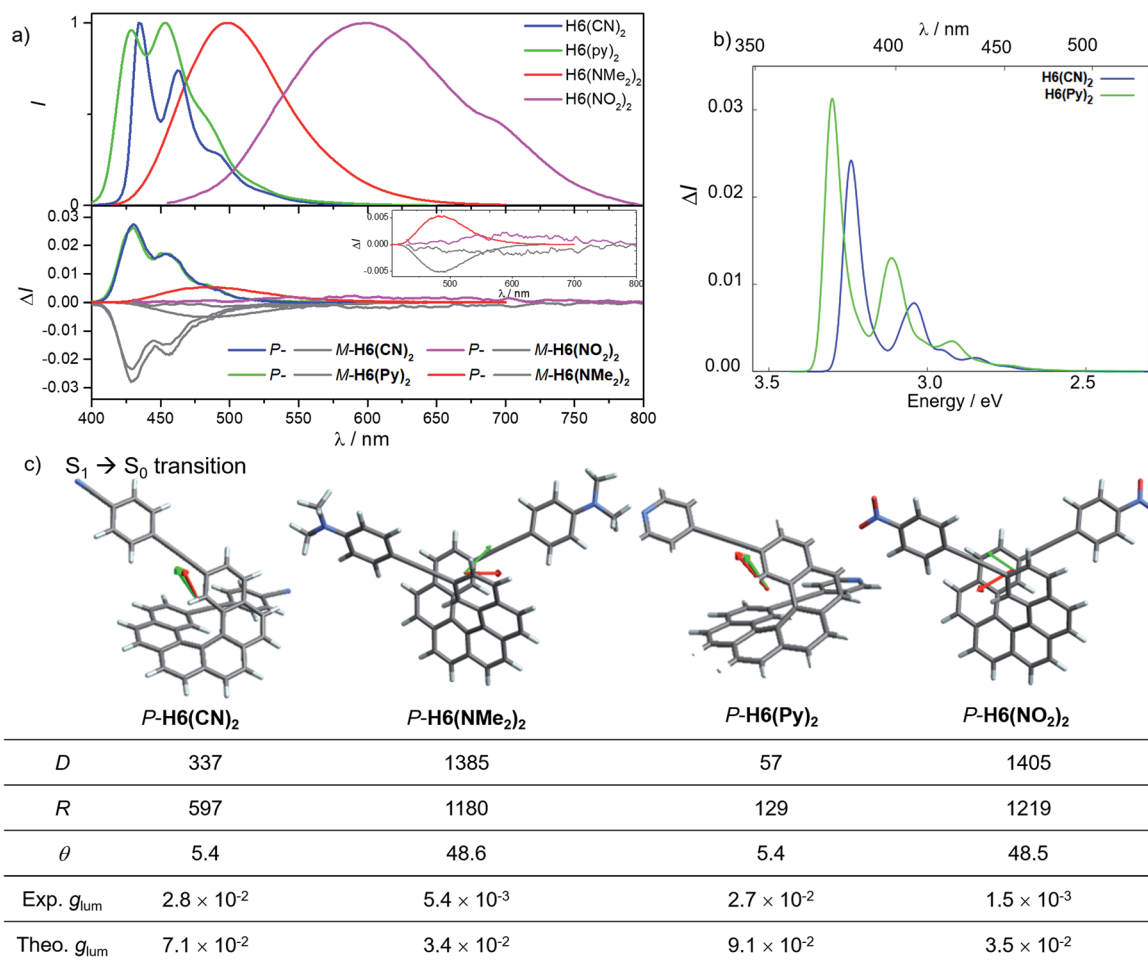 a)
1
I
0
H6(CN)₂
H6(py)₂
H6(NMe₂)₂
H6(NO₂)₂
0.03
0.02
0.01
0.00
-0.01
-0.02
-0.03
ΔI
0.005
0.000
-0.005
ΔI
500 600 700 800
λ / nm
P- M-H6(CN)₂ P- M-H6(NO₂)₂
P- M-H6(Py)₂ P- M-H6(NMe₂)₂
400 450 500 550 600 650 700 750 800
λ / nm
b)
λ / nm
350 400 450 500
H6(CN)₂
H6(Py)₂
0.03
0.02
0.01
0.00
ΔI
3.5 3.0 2.5
Energy / eV
c) S₁ → S₀ transition
P-H6(CN)₂ P-H6(NMe₂)₂ P-H6(Py)₂ P-H6(NO₂)₂
D 337 1385 57 1405
R 597 1180 129 1219
θ 5.4 48.6 5.4 48.5
Exp. glum 2.8 × 10⁻² 5.4 × 10⁻³ 2.7 × 10⁻² 1.5 × 10⁻³
Theo. glum 7.1 × 10⁻² 3.4 × 10⁻² 9.1 × 10⁻² 3.5 × 10⁻²